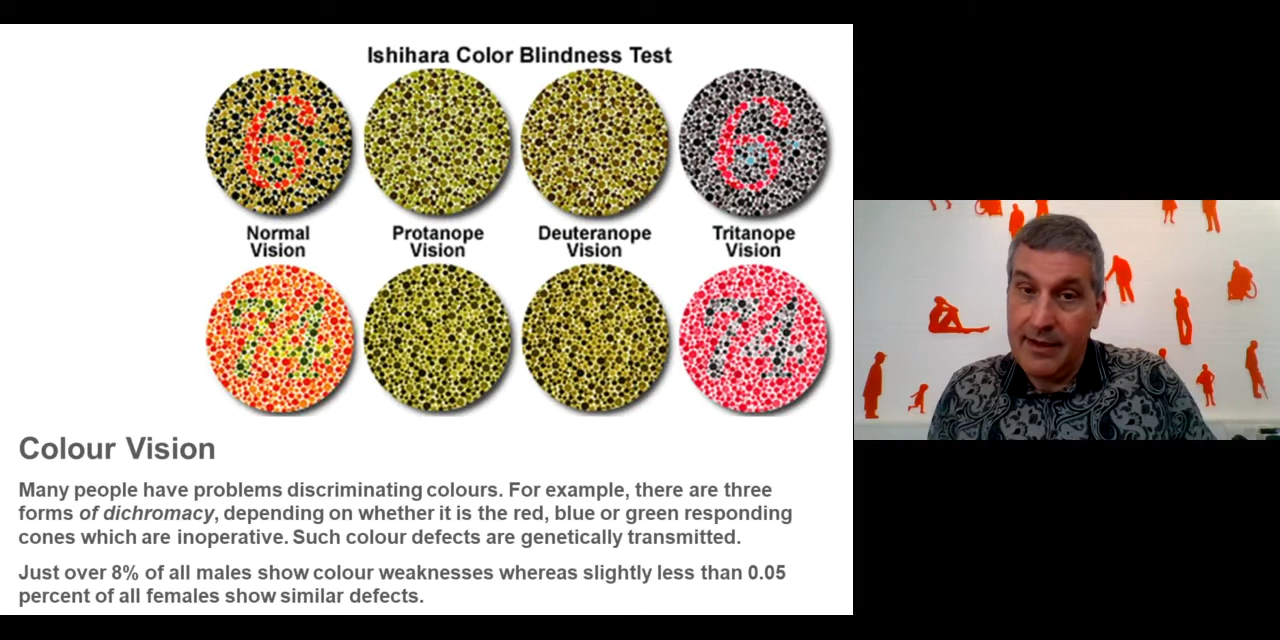 Ishihara Color Blindness Test
6 6
Normal Vision
Protanope Vision
Deuteranope Vision
Tritanope Vision
74 74
Colour Vision
Many people have problems discriminating colours. For example, there are three
forms of dichromacy, depending on whether it is the red, blue or green responding
cones which are inoperative. Such colour defects are genetically transmitted.
Just over 8% of all males show colour weaknesses whereas slightly less than 0.05
percent of all females show similar defects.